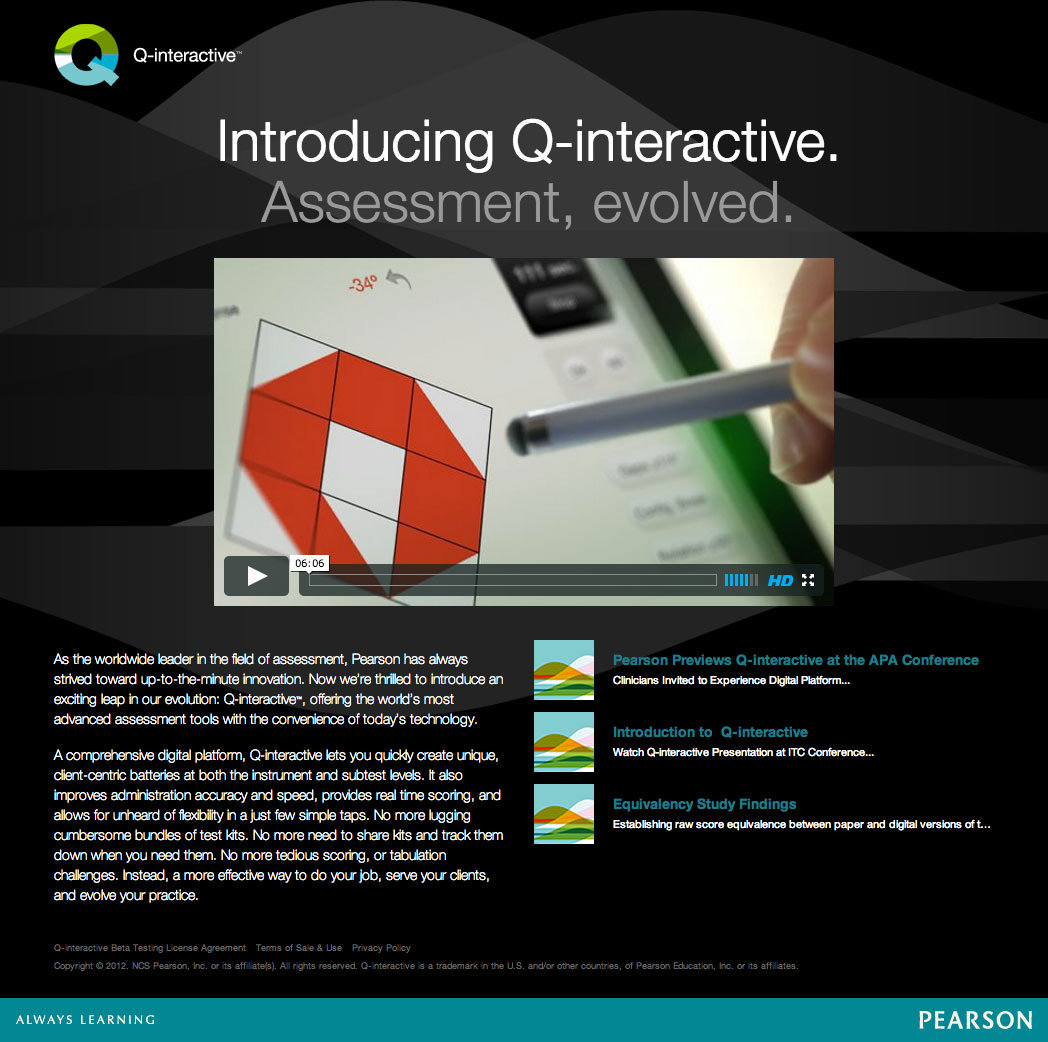 Q-interactive™
Introducing Q-interactive.
Assessment, evolved.
-34°
06:06
HD
As the worldwide leader in the field of assessment, Pearson has always
strived toward up-to-the-minute innovation. Now we're thrilled to introduce an
exciting leap in our evolution: Q-interactive™, offering the world's most
advanced assessment tools with the convenience of today's technology.
A comprehensive digital platform, Q-interactive lets you quickly create unique,
client-centric batteries at both the instrument and subtest levels. It also
improves administration accuracy and speed, provides real time scoring, and
allows for unheard of flexibility in a just few simple taps. No more lugging
cumbersome bundles of test kits. No more need to share kits and track them
down when you need them. No more tedious scoring, or tabulation
challenges. Instead, a more effective way to do your job, serve your clients,
and evolve your practice.
Pearson Previews Q-interactive at the APA Conference
Clinicians Invited to Experience Digital Platform...
Introduction to Q-interactive
Watch Q-interactive Presentation at ITC Conference...
Equivalency Study Findings
Establishing raw score equivalence between paper and digital versions of t...
Q-interactive Beta Testing License Agreement Terms of Sale & Use Privacy Policy
Copyright © 2012. NCS Pearson, Inc. or its affiliate(s). All rights reserved. Q-interactive is a trademark in the U.S. and/or other countries, of Pearson Education, Inc. or its affiliates.
ALWAYS LEARNING
PEARSON